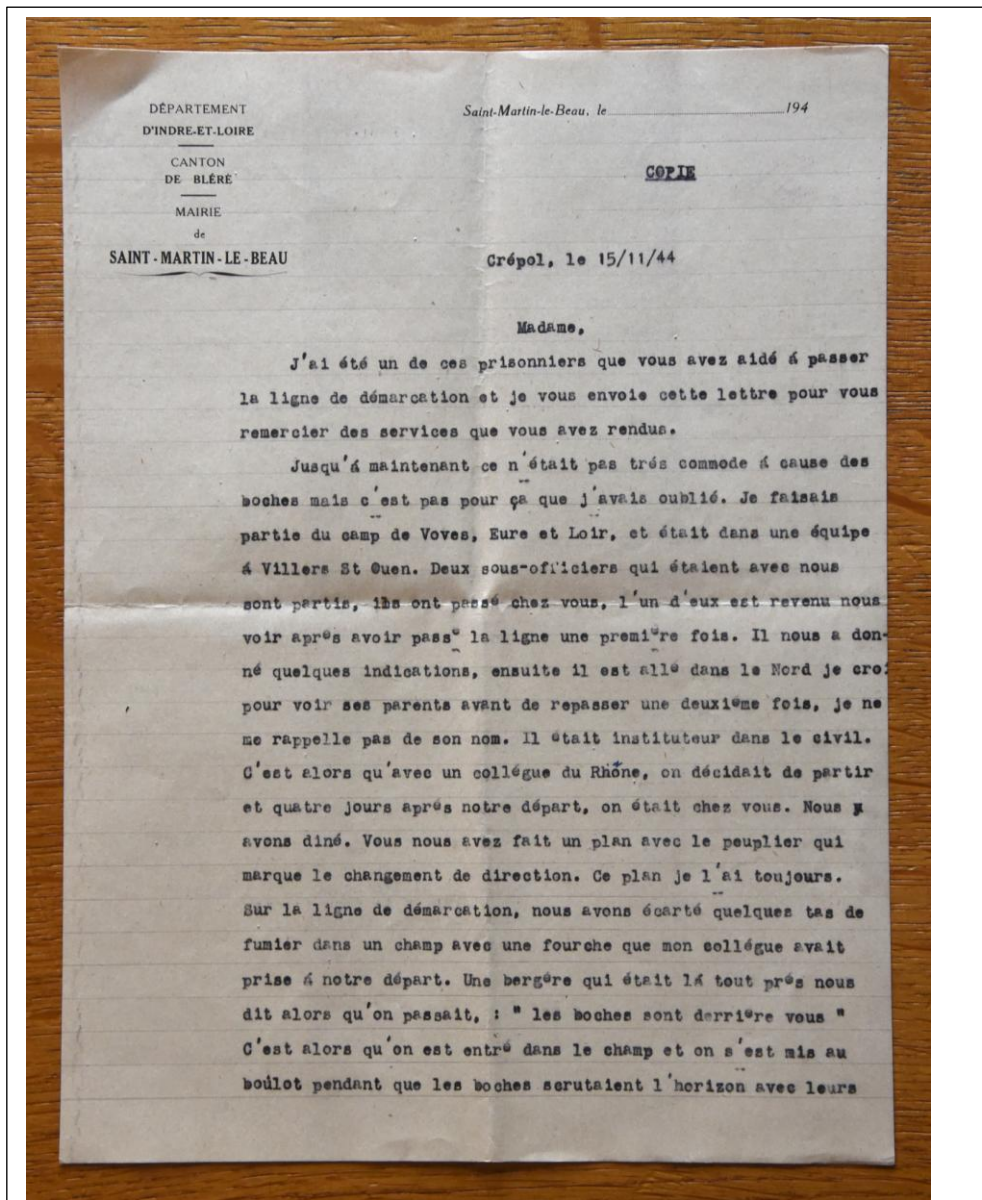 DÉPARTEMENT
D'INDRE-ET-LOIRE
CANTON
DE BLÉRÉ
MAIRIE
de
SAINT-MARTIN-LE-BEAU
Saint-Martin-le-Beau, le 194
COPIE
Crépol, le 15/11/44
Madame,
J'ai été un de ces prisonniers que vous avez aidé á passer
la ligne de démarcation et je vous envoie cette lettre pour vous
remercier des services que vous avez rendus.
Jusqu'á maintenant ce n'était pas trés commode á cause des
boches mais c'est pas pour ça que j'avais oublié. Je faisais
partie du camp de Voves, Eure et Loir, et était dans une équipe
á Villers St Ouen. Deux sous-officiers qui étaient avec nous
sont partis, ils ont passé chez vous, l'un d'eux est revenu nous
voir aprés avoir passé la ligne une premiére fois. Il nous a don-
né quelques indications, ensuite il est allé dans le Nord je croi
pour voir ses parents avant de repasser une deuxiéme fois, je ne
me rappelle pas de son nom. Il était instituteur dans le civil.
C'est alors qu'avec un collégue du Rhône, on décidait de partir
et quatre jours aprés notre départ, on était chez vous. Nous y
avons diné. Vous nous avez fait un plan avec le peuplier qui
marque le changement de direction. Ce plan je l'ai toujours.
Sur la ligne de démarcation, nous avons écarté quelques tas de
fumier dans un champ avec une fourche que mon collégue avait
prise á notre départ. Une bergére qui était lá tout prés nous
dit alors qu'on passait, : " les boches sont derriére vous "
C'est alors qu'on est entré dans le champ et on s'est mis au
boulot pendant que les boches scrutaient l'horizon avec leurs